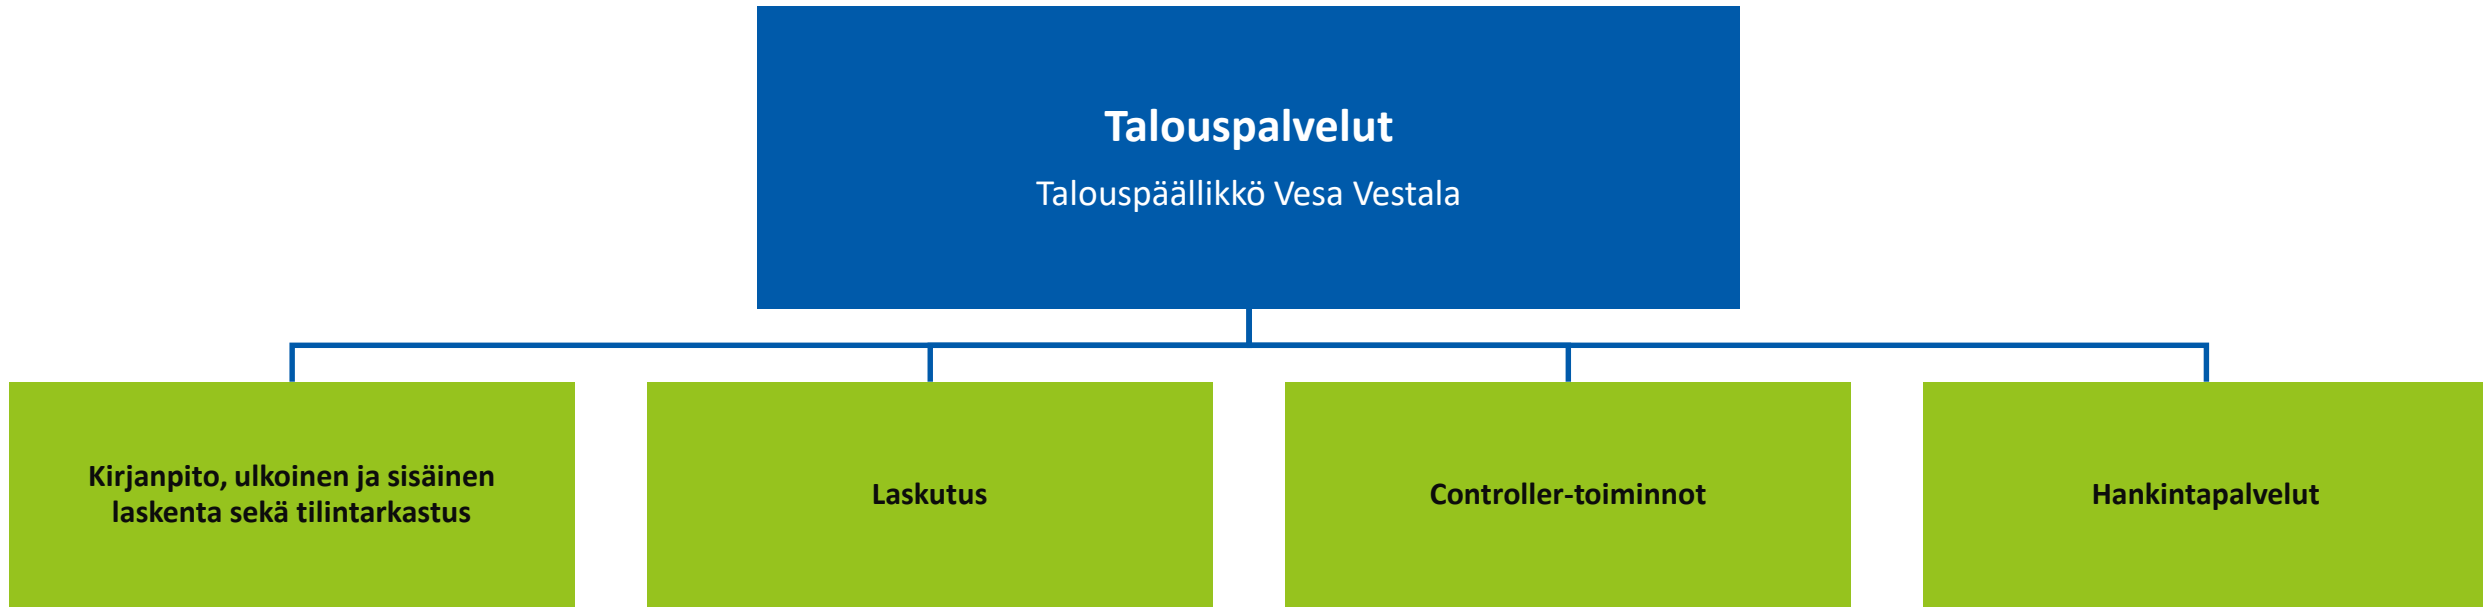 Talouspalvelut
Talouspäällikkö Vesa Vestala
Kirjanpito, ulkoinen ja sisäinen
laskenta sekä tilintarkastus
Laskutus
Controller-toiminnot
Hankintapalvelut